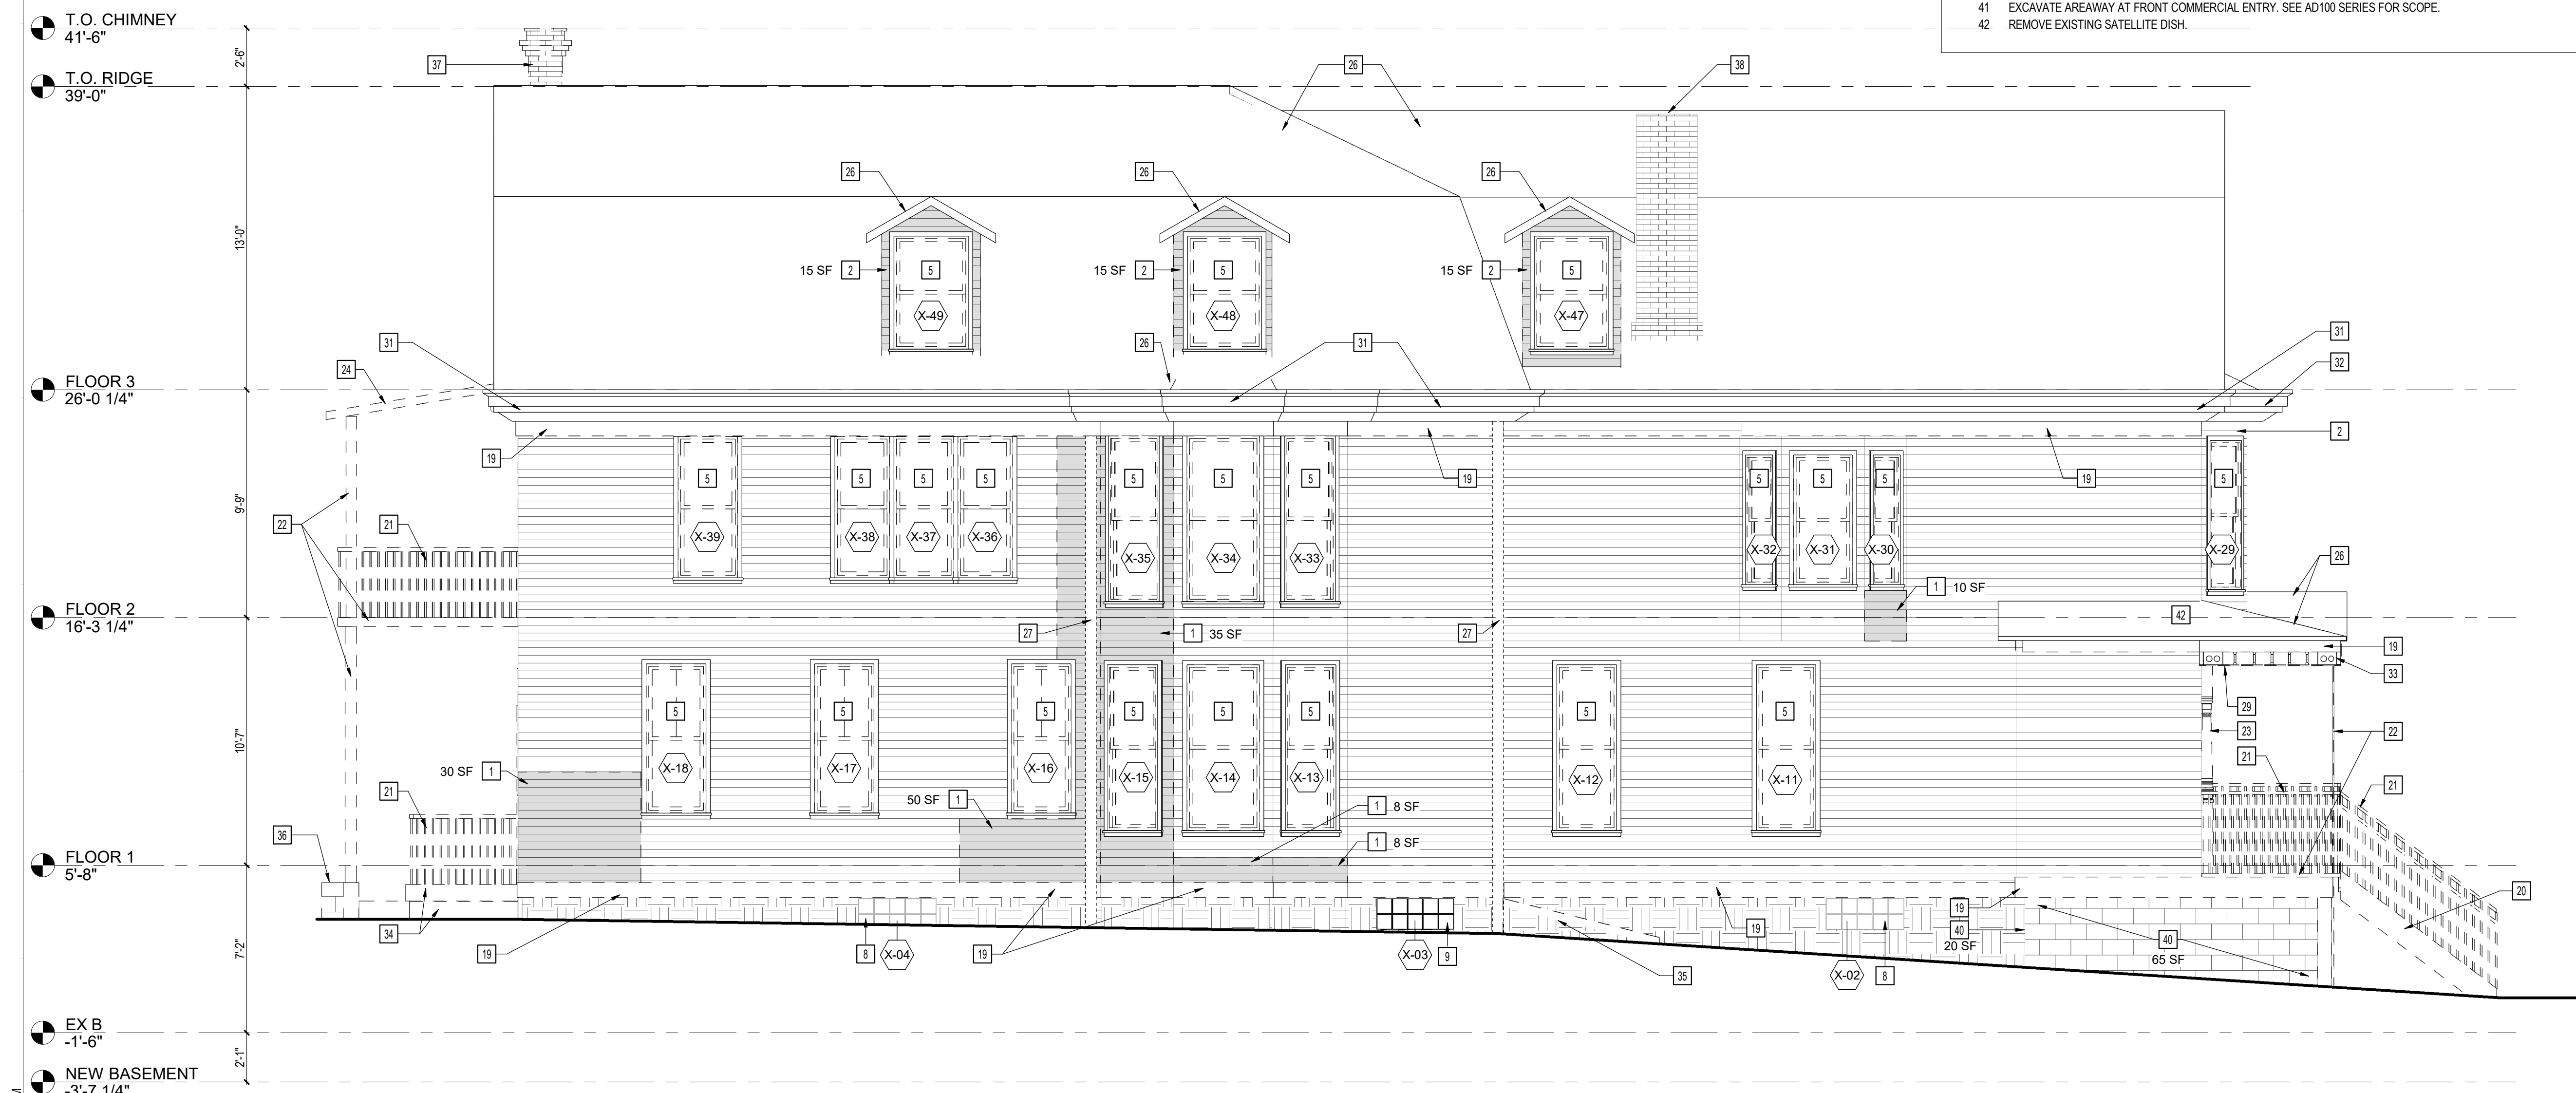 41 EXCAVATE AREAWAY AT FRONT COMMERCIAL ENTRY. SEE AD100 SERIES FOR SCOPE.
42 REMOVE EXISTING SATELLITE DISH.
T.O. CHIMNEY
41'-6"
2'-6"
T.O. RIDGE
39'-0"
37
26
38
13'-0"
26
26
26
15 SF 2
5
15 SF 2
5
15 SF 2
5
X-49
X-48
X-47
31
26
31
31
32
24
FLOOR 3
26'-0 1/4"
19
19
19
2
9'-9"
22
21
5
5
5
5
5
5
5
5
5
5
5
X-39
X-38
X-37
X-36
X-35
X-34
X-33
X-32
X-31
X-30
X-29
26
1 10 SF
FLOOR 2
16'-3 1/4"
42
27
1 35 SF
27
19
33
29
10'-7"
5
5
5
5
5
5
5
5
23
22
21
21
X-18
X-17
X-16
X-15
X-14
X-13
X-12
X-11
30 SF 1
21
50 SF 1
1 8 SF
1 8 SF
36
FLOOR 1
5'-8"
20
34
19
8
X-04
19
X-03
9
19
19
40
20 SF
40
65 SF
35
X-02
8
7'-2"
EX B
-1'-6"
2'-1"
NEW BASEMENT
-3'-7 1/4"